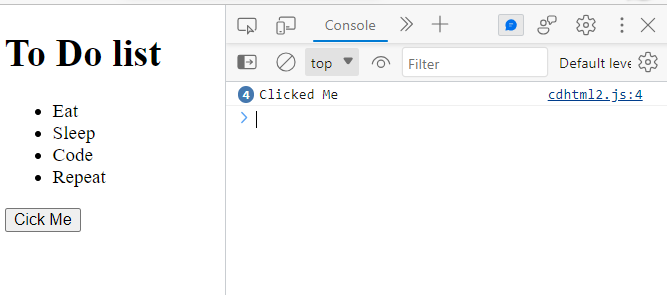 To Do list
Eat
Sleep
Code
Repeat
Cick Me
Console
top
Filter
Default leve
4 Clicked Me cdhtml2.js:4